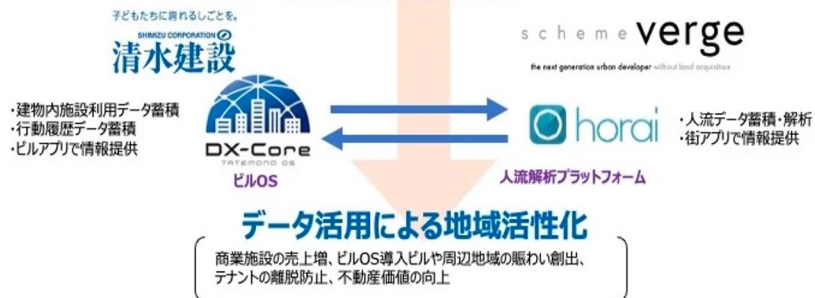 子どもたちに誇れるしごとを。
SHIMIZU CORPORATION
清水建設
scheme verge
the next generation urban developer without land acquisition
・建物内施設利用データ蓄積
・行動履歴データ蓄積
・ビルアプリで情報提供
DX-Core
TATEMONO OS
ビルOS
horai
人流解析プラットフォーム
・人流データ蓄積・解析
・街アプリで情報提供
データ活用による地域活性化
商業施設の売上増、ビルOS導入ビルや周辺地域の賑わい創出、
テナントの離脱防止、不動産価値の向上